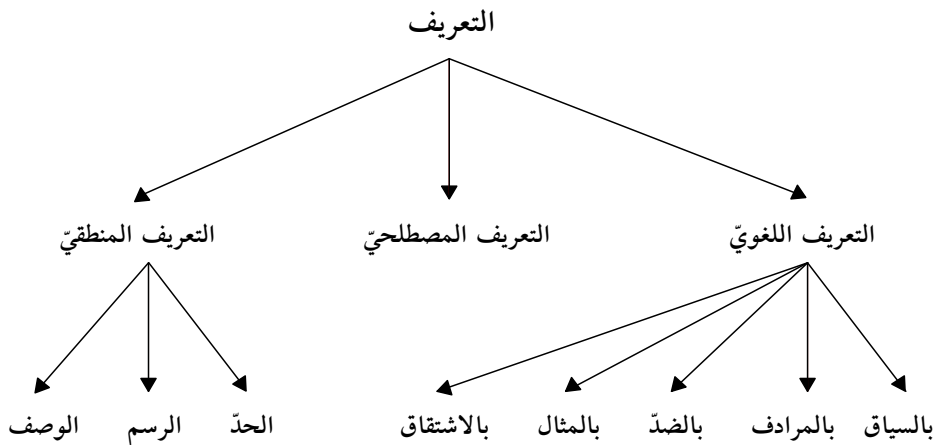 التعريف
التعريف اللغويّ التعريف المصطلحيّ التعريف المنطقيّ
بالسياق بالمرادف بالضدّ بالمثال بالاشتقاق الحدّ الرسم الوصف